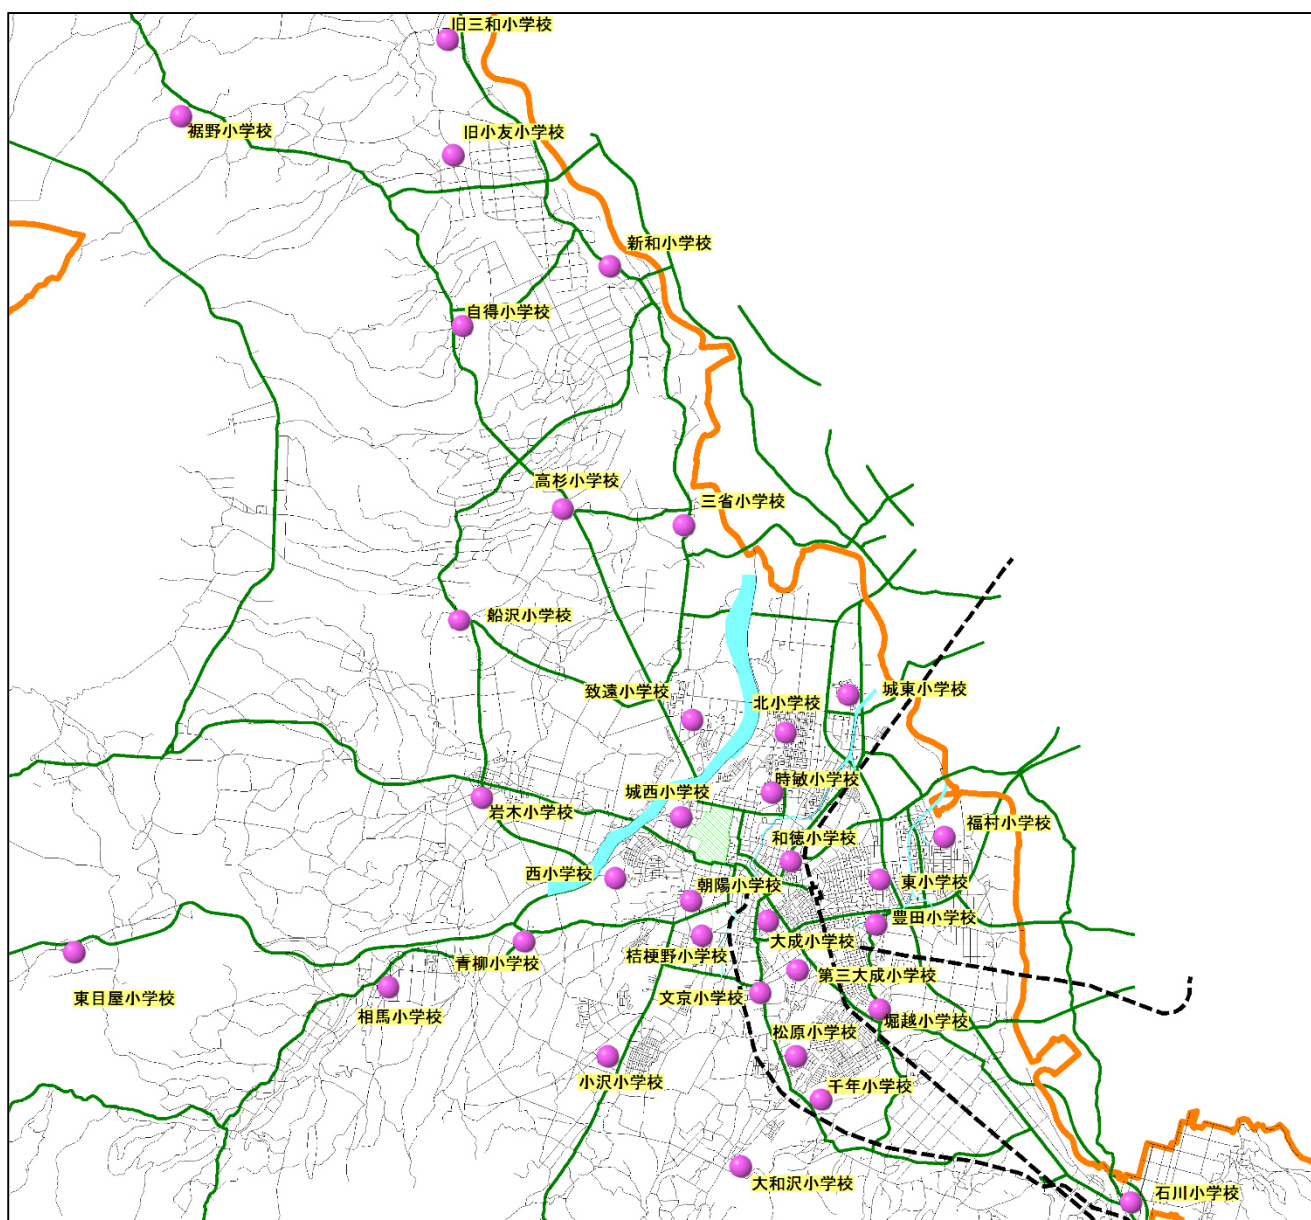 旧三和小学校
裾野小学校
旧小友小学校
新和小学校
自得小学校
高杉小学校
三省小学校
船沢小学校
致遠小学校
城東小学校
北小学校
時敏小学校
城西小学校
岩木小学校
福村小学校
和徳小学校
西小学校
朝陽小学校
東小学校
豊田小学校
大成小学校
桔梗野小学校
青柳小学校
第三大成小学校
東目屋小学校
文京小学校
相馬小学校
堀越小学校
松原小学校
小沢小学校
千年小学校
大和沢小学校
石川小学校